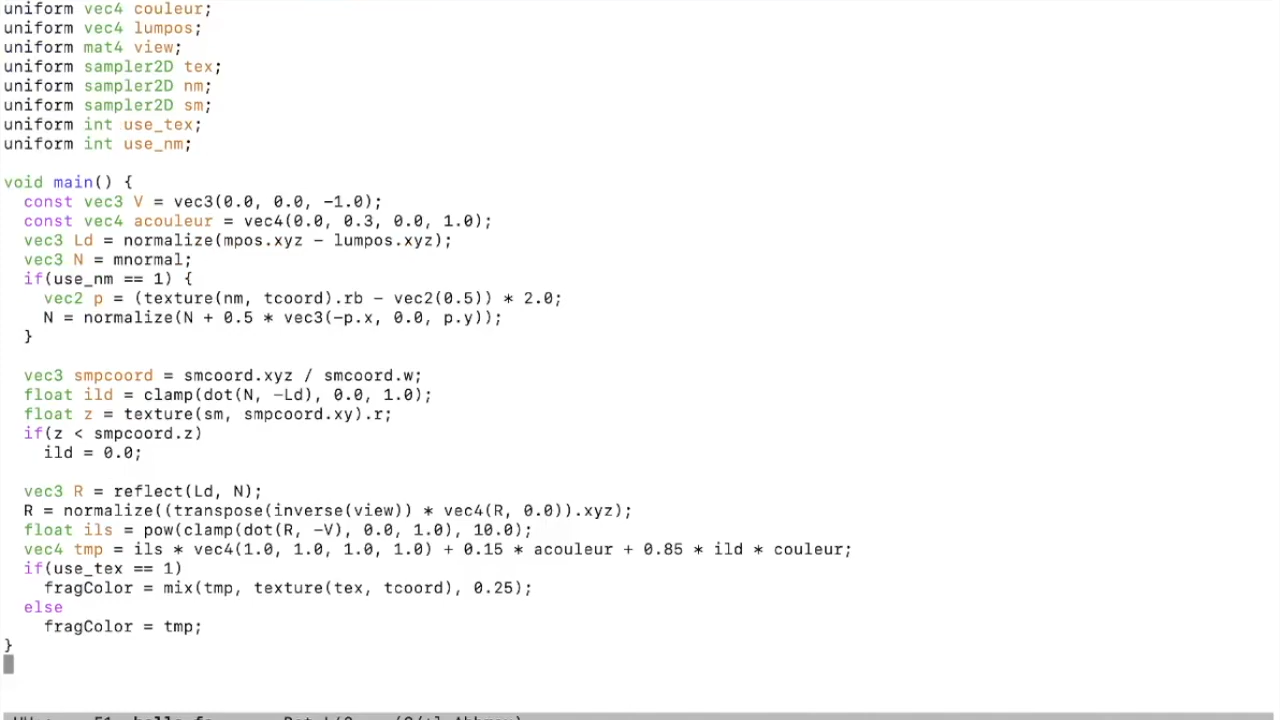 uniform vec4 couleur;
uniform vec4 lumpos;
uniform mat4 view;
uniform sampler2D tex;
uniform sampler2D nm;
uniform sampler2D sm;
uniform int use_tex;
uniform int use_nm;
void main() {
const vec3 V = vec3(0.0, 0.0, -1.0);
const vec4 acouleur = vec4(0.0, 0.3, 0.0, 1.0);
vec3 Ld = normalize(mpos.xyz - lumpos.xyz);
vec3 N = mnormal;
if(use_nm == 1) {
vec2 p = (texture(nm, tcoord).rb - vec2(0.5)) * 2.0;
N = normalize(N + 0.5 * vec3(-p.x, 0.0, p.y));
}
vec3 smpcoord = smcoord.xyz / smcoord.w;
float ild = clamp(dot(N, -Ld), 0.0, 1.0);
float z = texture(sm, smpcoord.xy).r;
if(z < smpcoord.z)
ild = 0.0;
vec3 R = reflect(Ld, N);
R = normalize((transpose(inverse(view)) * vec4(R, 0.0)).xyz);
float ils = pow(clamp(dot(R, -V), 0.0, 1.0), 10.0);
vec4 tmp = ils * vec4(1.0, 1.0, 1.0, 1.0) + 0.15 * acouleur + 0.85 * ild * couleur;
if(use_tex == 1)
fragColor = mix(tmp, texture(tex, tcoord), 0.25);
else
fragColor = tmp;
}